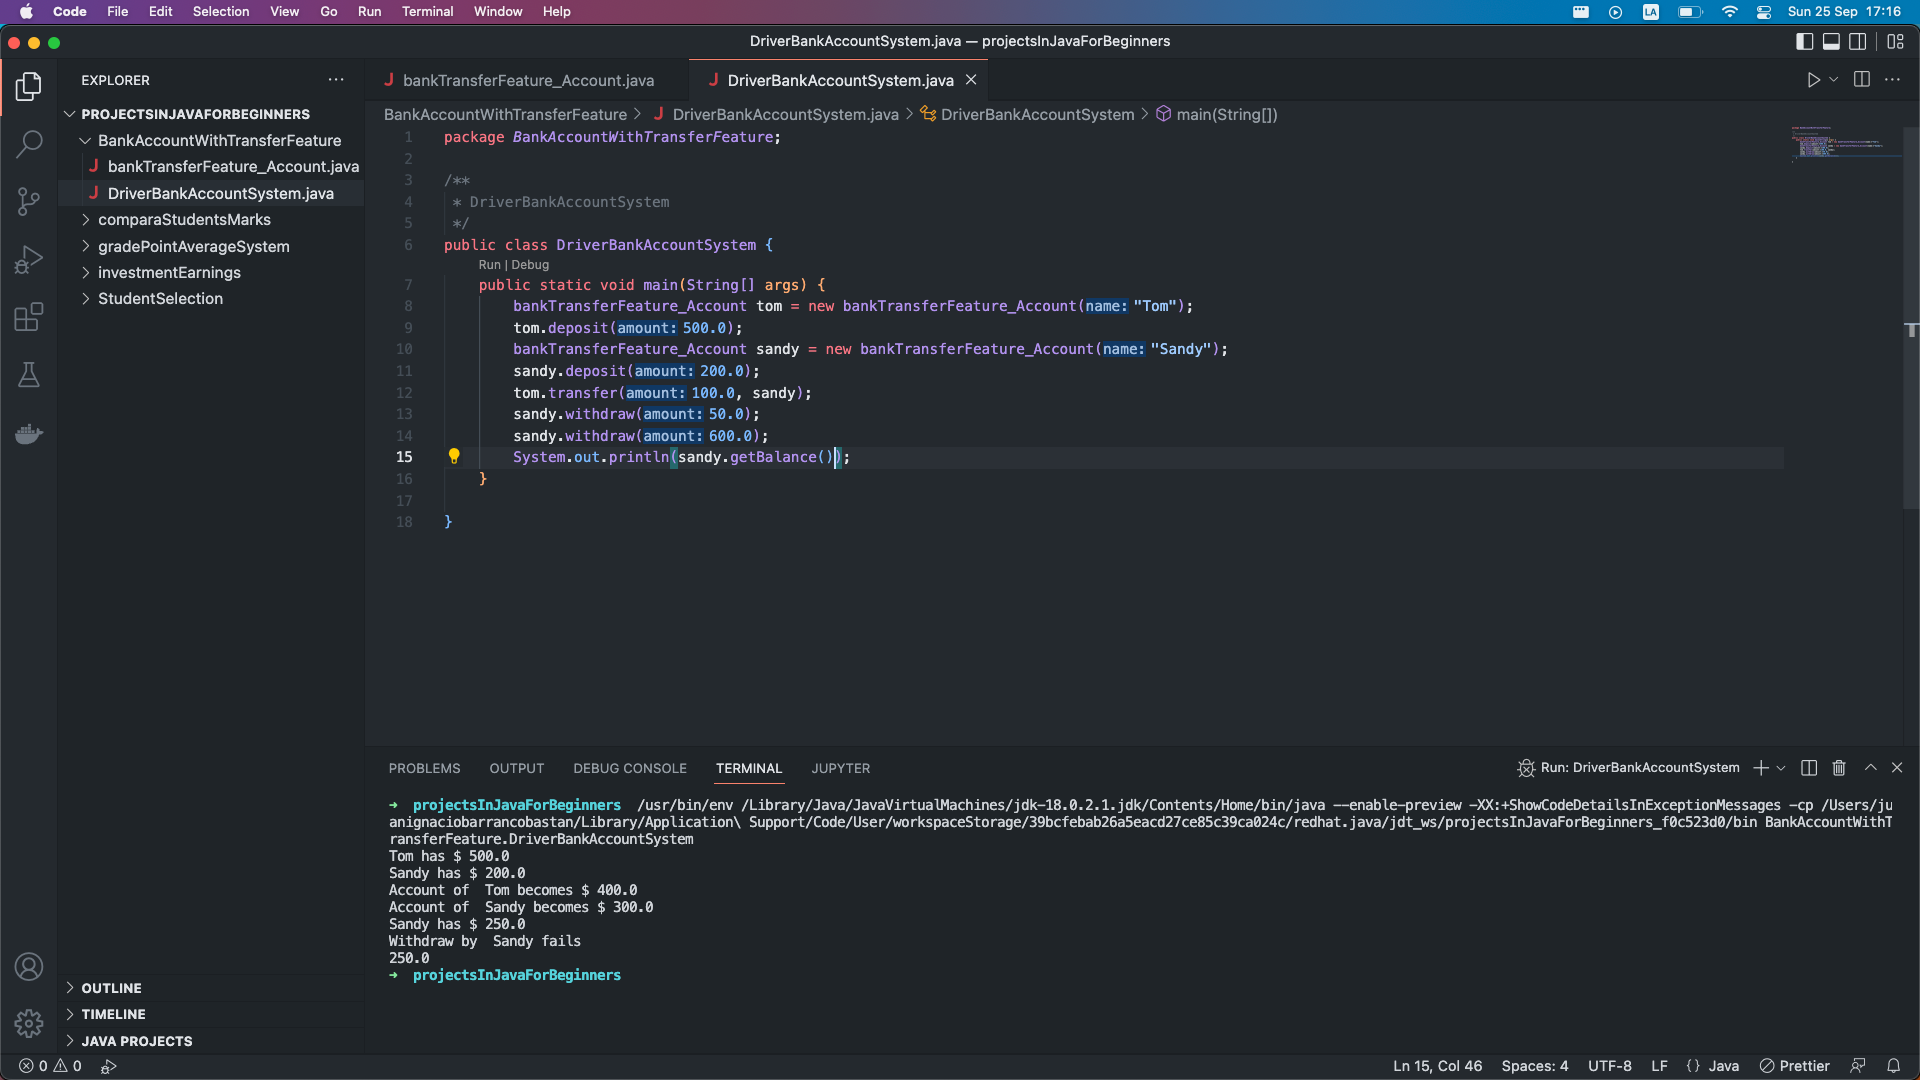 Code File Edit Selection View Go Run Terminal Window Help LA Sun 25 Sep 17:16
DriverBankAccountSystem.java — projectsInJavaForBeginners
EXPLORER
PROJECTSINJAVAFORBEGINNERS
BankAccountWithTransferFeature
bankTransferFeature_Account.java
DriverBankAccountSystem.java
comparaStudentsMarks
gradePointAverageSystem
investmentEarnings
StudentSelection
OUTLINE
TIMELINE
JAVA PROJECTS
bankTransferFeature_Account.java DriverBankAccountSystem.java
BankAccountWithTransferFeature > DriverBankAccountSystem.java > DriverBankAccountSystem > main(String[])
1 package BankAccountWithTransferFeature;
2
3 /**
4 * DriverBankAccountSystem
5 */
6 public class DriverBankAccountSystem {
Run | Debug
7 public static void main(String[] args) {
8 bankTransferFeature_Account tom = new bankTransferFeature_Account(name: "Tom");
9 tom.deposit(amount: 500.0);
10 bankTransferFeature_Account sandy = new bankTransferFeature_Account(name: "Sandy");
11 sandy.deposit(amount: 200.0);
12 tom.transfer(amount: 100.0, sandy);
13 sandy.withdraw(amount: 50.0);
14 sandy.withdraw(amount: 600.0);
15 System.out.println(sandy.getBalance());
16 }
17
18 }
PROBLEMS OUTPUT DEBUG CONSOLE TERMINAL JUPYTER Run: DriverBankAccountSystem
→ projectsInJavaForBeginners /usr/bin/env /Library/Java/JavaVirtualMachines/jdk-18.0.2.1.jdk/Contents/Home/bin/java --enable-preview -XX:+ShowCodeDetailsInExceptionMessages -cp /Users/ju
anignaciobarrancobastan/Library/Application\ Support/Code/User/workspaceStorage/39bcfebab26a5eacd27ce85c39ca024c/redhat.java/jdt_ws/projectsInJavaForBeginners_f0c523d0/bin BankAccountWithT
ransferFeature.DriverBankAccountSystem
Tom has $ 500.0
Sandy has $ 200.0
Account of  Tom becomes $ 400.0
Account of  Sandy becomes $ 300.0
Sandy has $ 250.0
Withdraw by  Sandy fails
250.0
→ projectsInJavaForBeginners
0 0 Ln 15, Col 46 Spaces: 4 UTF-8 LF {} Java Prettier